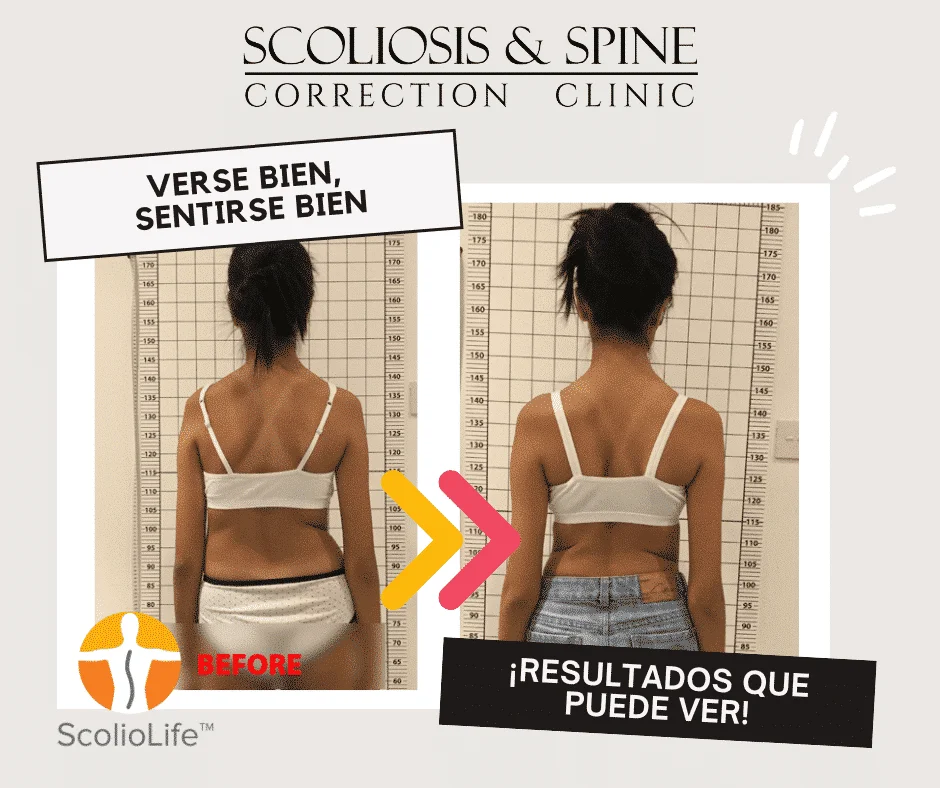 SCOLIOSIS & SPINE
CORRECTION CLINIC
VERSE BIEN,
SENTIRSE BIEN
BEFORE
ScolioLife™
¡RESULTADOS QUE
PUEDE VER!